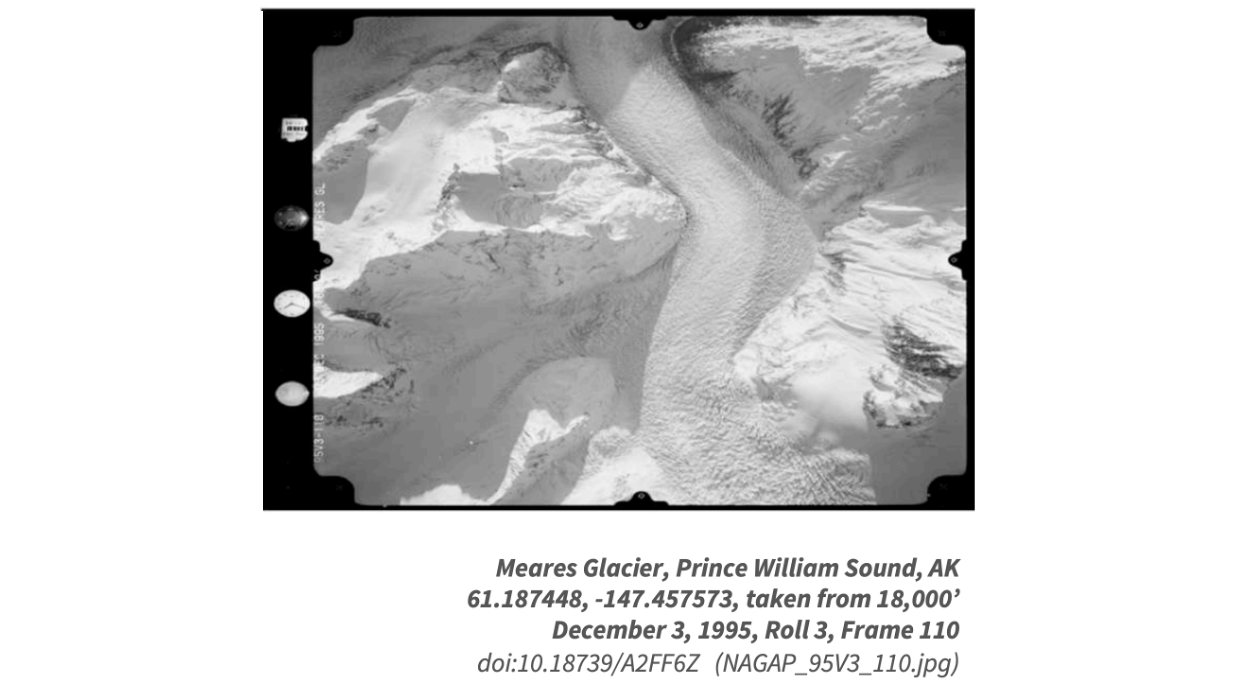 Meares Glacier, Prince William Sound, AK
61.187448, -147.457573, taken from 18,000’
December 3, 1995, Roll 3, Frame 110
doi:10.18739/A2FF6Z (NAGAP_95V3_110.jpg)